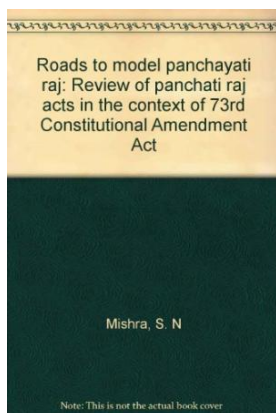 Roads to model panchayati
raj: Review of panchati raj
acts in the context of 73rd
Constitutional Amendment
Act
Mishra, S. N
Note: This is not the actual book cover